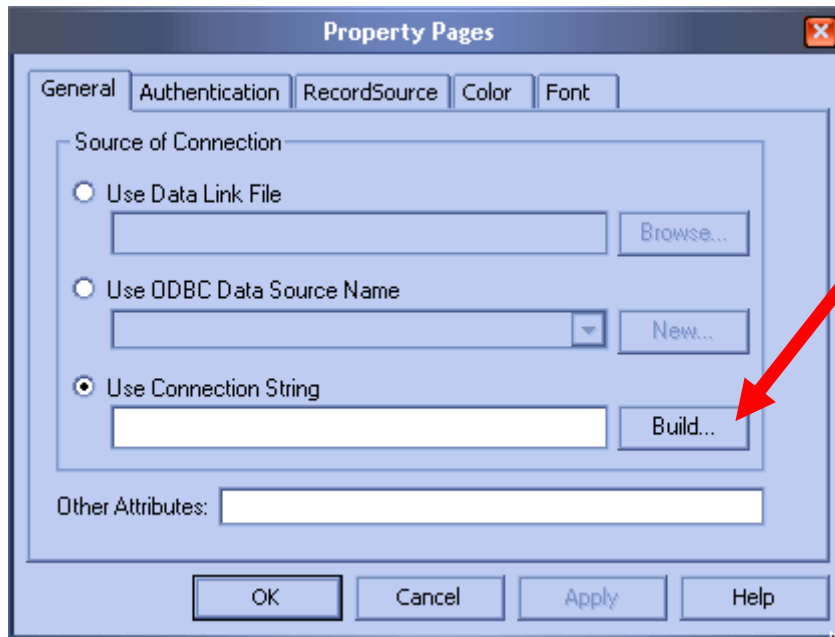 Property Pages
General Authentication RecordSource Color Font
Source of Connection
Use Data Link File
Browse...
Use ODBC Data Source Name
New...
Use Connection String
Build...
Other Attributes:
OK Cancel Apply Help